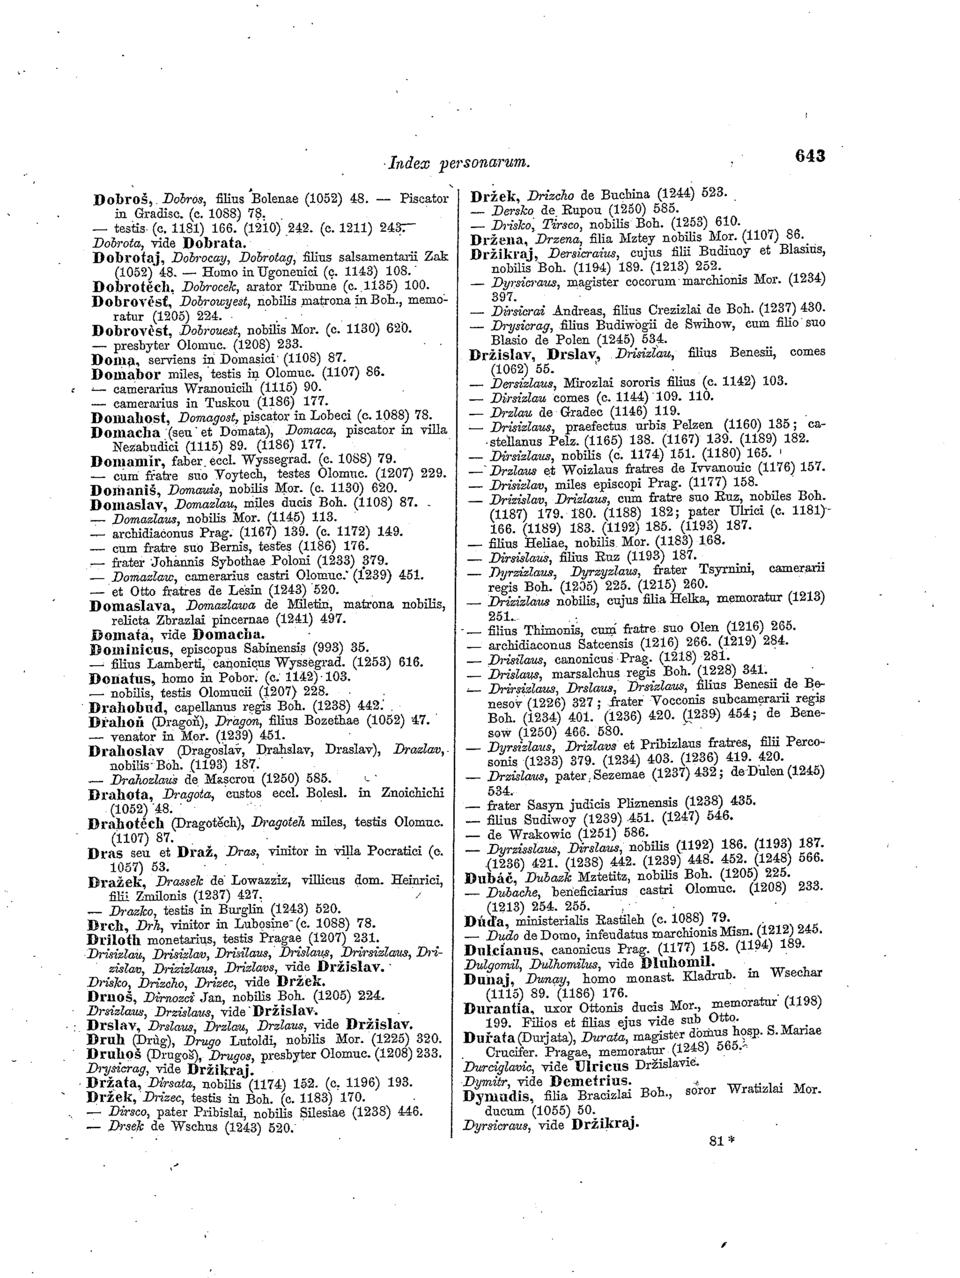 Index personarum.
643
Dobroš, Dobros, filius Bolenae (1052) 48. — Piscator
in Gradisc. (c. 1088) 78.
— testis (c. 1181) 166. (1210) 242. (c. 1211) 243.
Dobrota, vide Dobrata.
Dobrotaj, Dobrocay, Dobrotag, filius salsamentarii Zak
(1052) 48. — Homo in Ugonenici (c. 1143) 108.
Dobrotěch, Dobrocek, arator Tribune (c. 1135) 100.
Dobrovésť, Dobrowyest, nobilis matrona in Boh., memo-
ratur (1205) 224.
Dobrověst, Dobrouest, nobilis Mor. (c. 1130) 620.
— presbyter Olomuc. (1208) 233.
Doma, serviens in Domasici (1108) 87.
Domabor miles, testis in Olomuc. (1107) 86.
— camerarius Wranouicih (1115) 90.
— camerarius in Tuskou (1186) 177.
Domahost, Domagost, piscator in Lobeci (c. 1088) 78.
Domacha (seu et Domata), Domaca, piscator in villa
Nezabudici (1115) 89. (1186) 177.
Domamir, faber eccl. Wyssegrad. (c. 1088) 79.
— cum fratre suo Voytech, testes Olomuc. (1207) 229.
Domaniš, Domauis, nobilis Mor. (c. 1130) 620.
Domaslav, Domazlau, miles ducis Boh. (1108) 87.
— Domazlaus, nobilis Mor. (1145) 113.
— archidiaconus Prag. (1167) 139. (c. 1172) 149.
— cum fratre suo Bernis, testes (1186) 176.
— frater Johannis Sybothae Poloni (1233) 379.
— Domazlaw, camerarius castri Olomuc. (1239) 451.
— et Otto fratres de Lesin (1243) 520.
Domaslava, Domazlawa de Miletin, matrona nobilis,
relicta Zbrazlai pincernae (1241) 497.
Domata, vide Domacha.
Dominicus, episcopus Sabinensis (993) 35.
— filius Lamberti, canonicus Wyssegrad. (1253) 616.
Donatus, homo in Pobor. (c. 1142) 103.
— nobilis, testis Olomucii (1207) 228.
Drahobud, capellanus regis Boh. (1238) 442.
Drahoň (Dragoň), Dragon, filius Bozethae (1052) 47.
— venator in Mor. (1239) 451.
Drahoslav (Dragoslav, Drahslav, Draslav), Drazlav,
nobilis Boh. (1193) 187.
— Drahozlaus de Mascrou (1250) 585.
Drahota, Dragota, custos eccl. Bolesl. in Znoichichi
(1052) 48.
Drahotěch (Dragotěch), Dragoteh miles, testis Olomuc.
(1107) 87.
Dras seu et Draž, Dras, vinitor in villa Pocratici (c.
1057) 53.
Dražek, Drassek de Lowazziz, villicus dom. Heinrici,
filii Zmilonis (1237) 427.
— Drazko, testis in Burglin (1243) 520.
Drch, Drh, vinitor in Lubosine (c. 1088) 78.
Driloth monetarius, testis Pragae (1207) 231.
Drisizlau, Drisizlav, Drisilaus, Drislaus, Drirsizlaus, Dri-
zislav, Drizizlaus, Drizlavs, vide Držislav.
Drisko, Drizcho, Drizec, vide Držek.
Drnoš, Dirnozci Jan, nobilis Boh. (1205) 224.
Drsizlaus, Drzislaus, vide Držislav.
Drslav, Drslaus, Drzlau, Drzlaus, vide Držislav.
Druh (Drúg), Drugo Lutoldi, nobilis Mor. (1225) 320.
Druhoš (Drugoš), Drugos, presbyter Olomuc. (1208) 233.
Drysicrag, vide Držikraj.
Držata, Dirsata, nobilis (1174) 152. (c. 1196) 193.
Držek, Drizec, testis in Boh. (c. 1183) 170.
— Dirsco, pater Pribislai, nobilis Silesiae (1238) 446.
— Drsek de Wschus (1243) 520.
Držek, Drizcho de Buchina (1244) 523.
— Dersko de Rupou (1250) 585.
— Drisko, Tirsco, nobilis Boh. (1253) 610.
Držena, Drzena, filia Mztey nobilis Mor. (1107) 86.
Držikraj, Dersicraius, cujus filii Budiuoy et Blasius,
nobilis Boh. (1194) 189. (1213) 252.
— Dyrsicraus, magister cocorum marchionis Mor. (1234)
397.
— Dirsicrai Andreas, filius Crezizlai de Boh. (1237) 430.
— Drysicrag, filius Budiwogii de Swihow, cum filio suo
Blasio de Polen (1245) 534.
Držislav, Drslav, Drisizlau, filius Benesii, comes
(1062) 55.
— Dersizlaus, Mirozlai sororis filius (c. 1142) 103.
— Dirsizlau comes (c. 1144) 109. 110.
— Drzlau de Gradec (1146) 119.
— Drisizlaus, praefectus urbis Pelzen (1160) 135; ca-
stellanus Pelz. (1165) 138. (1167) 139. (1189) 182.
— Dirsizlaus, nobilis (c. 1174) 151. (1180) 165.
— Drzlaus et Woizlaus fratres de Ivvanouic (1176) 157.
— Drisizlav, miles episcopi Prag. (1177) 158.
— Drizislav, Drizlaus, cum fratre suo Ruz, nobiles Boh.
(1187) 179. 180. (1188) 182; pater Ulrici (c. 1181)
166. (1189) 183. (1192) 185. (1193) 187.
— filius Heliae, nobilis Mor. (1183) 168.
— Dirsislaus, filius Ruz (1193) 187.
— Dyrzizlaus, Dyrzyzlaus, frater Tsyrnini, camerarii
regis Boh. (1205) 225. (1215) 260.
— Drizizlaus nobilis, cujus filia Helka, memoratur (1213)
251.
— filius Thimonis, cum fratre suo Olen (1216) 265.
— archidiaconus Satcensis (1216) 266. (1219) 284.
— Drisilaus, canonicus Prag. (1218) 281.
— Drislaus, marsalchus regis Boh. (1228) 341.
— Drirsizlaus, Drslaus, Drsizlaus, filius Benesii de Be-
nesov (1226) 327; frater Vocconis subcamerarii regis
Boh. (1234) 401. (1236) 420. (1239) 454; de Bene-
sow (1250) 466. 580.
— Dyrsizlaus, Drizlavs et Pribizlaus fratres, filii Perco-
sonis (1233) 379. (1234) 403. (1236) 419. 420.
— Drzislaus, pater Sezemae (1237) 432; de Dulen (1245)
534.
— frater Sasyn judicis Pliznensis (1238) 435.
— filius Sudiwoy (1239) 451. (1247) 546.
— de Wrakowic (1251) 586.
— Dyrzisslaus, Dirslaus, nobilis (1192) 186. (1193) 187.
(1236) 421. (1238) 442. (1239) 448. 452. (1248) 566.
Dubáč, Dubazk Mztetitz, nobilis Boh. (1205) 225.
— Dubache, beneficiarius castri Olomuc. (1208) 233.
(1213) 254. 255.
Dúďa, ministerialis Rastileh (c. 1088) 79.
— Dudo de Domo, infeudatus marchionis Misn. (1212) 245.
Dulcianus, canonicus Prag. (1177) 158. (1194) 189.
Dulgomil, Dulhomilus, vide Dluhomil.
Dunaj, Dunay, homo monast. Kladrub. in Wsechar
(1115) 89. (1186) 176.
Durantia, uxor Ottonis ducis Mor., memoratur (1198)
199. Filios et filias ejus vide sub Otto.
Ďuřata (Durjata), Durata, magister domus hosp. S. Mariae
Crucifer. Pragae, memoratur (1248) 565.
Durciglavic, vide Ulricus Držislavic.
Dymitr, vide Demetrius.
Dymudis, filia Bracizlai Boh., soror Wratizlai Mor.
ducum (1055) 50.
Dyrsicraus, vide Držikraj.
81 *